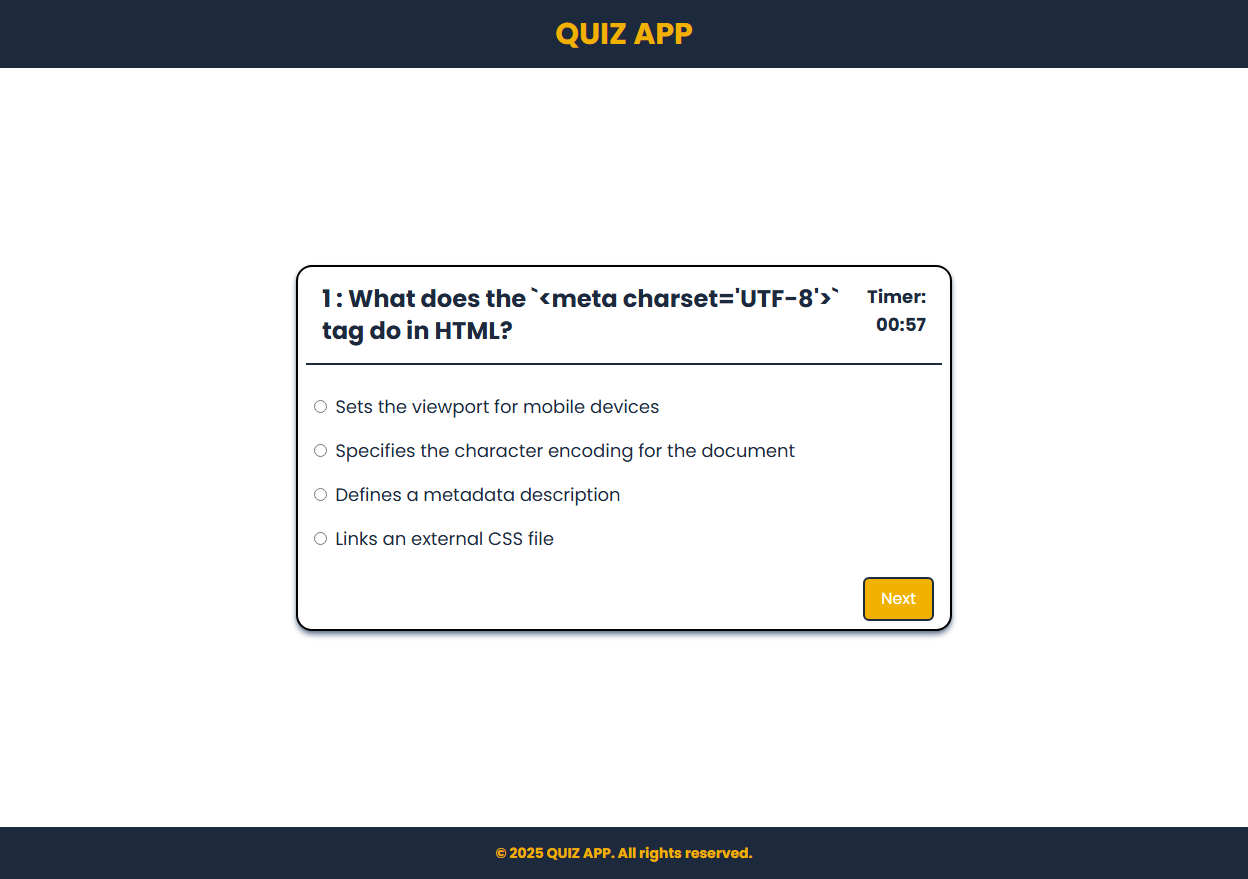 QUIZ APP
1 : What does the `<meta charset='UTF-8'>`
tag do in HTML?
Timer:
00:57
Sets the viewport for mobile devices
Specifies the character encoding for the document
Defines a metadata description
Links an external CSS file
Next
© 2025 QUIZ APP. All rights reserved.